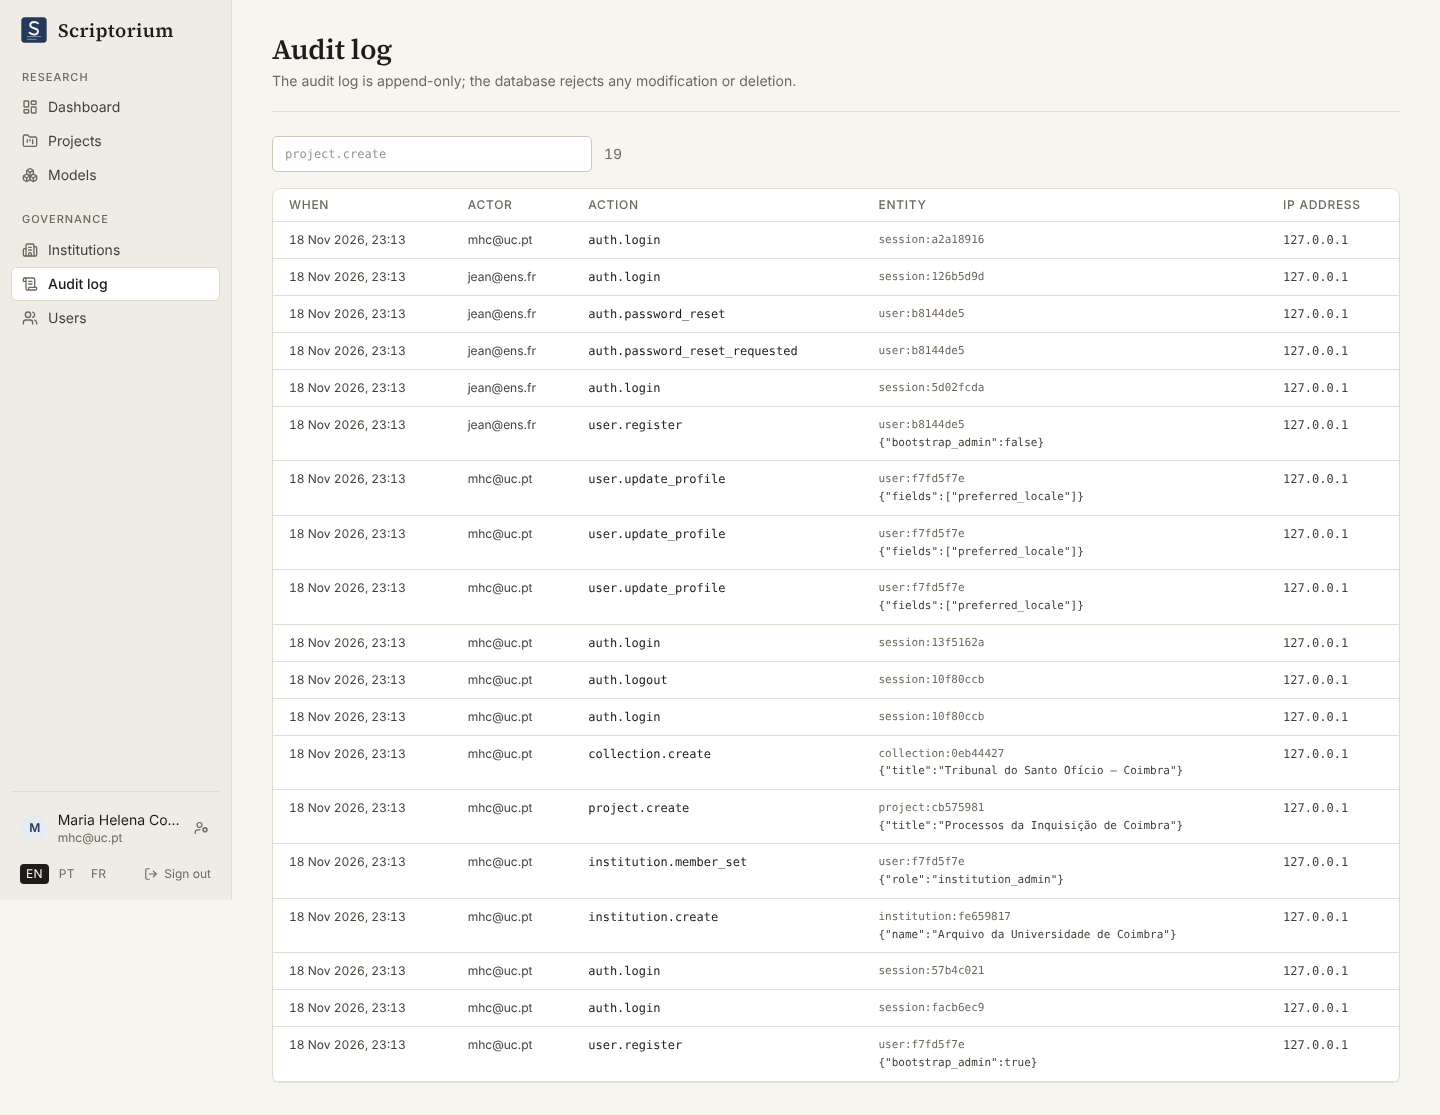 Scriptorium
RESEARCH
Dashboard
Projects
Models
GOVERNANCE
Institutions
Audit log
Users
M
Maria Helena Co...
mhc@uc.pt
EN PT FR Sign out
Audit log
The audit log is append-only; the database rejects any modification or deletion.
project.create 19
WHEN ACTOR ACTION ENTITY IP ADDRESS
18 Nov 2026, 23:13 mhc@uc.pt auth.login session:a2a18916 127.0.0.1
18 Nov 2026, 23:13 jean@ens.fr auth.login session:126b5d9d 127.0.0.1
18 Nov 2026, 23:13 jean@ens.fr auth.password_reset user:b8144de5 127.0.0.1
18 Nov 2026, 23:13 jean@ens.fr auth.password_reset_requested user:b8144de5 127.0.0.1
18 Nov 2026, 23:13 jean@ens.fr auth.login session:5d02fcda 127.0.0.1
18 Nov 2026, 23:13 jean@ens.fr user.register user:b8144de5 127.0.0.1
{"bootstrap_admin":false}
18 Nov 2026, 23:13 mhc@uc.pt user.update_profile user:f7fd5f7e 127.0.0.1
{"fields":["preferred_locale"]}
18 Nov 2026, 23:13 mhc@uc.pt user.update_profile user:f7fd5f7e 127.0.0.1
{"fields":["preferred_locale"]}
18 Nov 2026, 23:13 mhc@uc.pt user.update_profile user:f7fd5f7e 127.0.0.1
{"fields":["preferred_locale"]}
18 Nov 2026, 23:13 mhc@uc.pt auth.login session:13f5162a 127.0.0.1
18 Nov 2026, 23:13 mhc@uc.pt auth.logout session:10f80ccb 127.0.0.1
18 Nov 2026, 23:13 mhc@uc.pt auth.login session:10f80ccb 127.0.0.1
18 Nov 2026, 23:13 mhc@uc.pt collection.create collection:0eb44427 127.0.0.1
{"title":"Tribunal do Santo Ofício — Coimbra"}
18 Nov 2026, 23:13 mhc@uc.pt project.create project:cb575981 127.0.0.1
{"title":"Processos da Inquisição de Coimbra"}
18 Nov 2026, 23:13 mhc@uc.pt institution.member_set user:f7fd5f7e 127.0.0.1
{"role":"institution_admin"}
18 Nov 2026, 23:13 mhc@uc.pt institution.create institution:fe659817 127.0.0.1
{"name":"Arquivo da Universidade de Coimbra"}
18 Nov 2026, 23:13 mhc@uc.pt auth.login session:57b4c021 127.0.0.1
18 Nov 2026, 23:13 mhc@uc.pt auth.login session:facb6ec9 127.0.0.1
18 Nov 2026, 23:13 mhc@uc.pt user.register user:f7fd5f7e 127.0.0.1
{"bootstrap_admin":true}